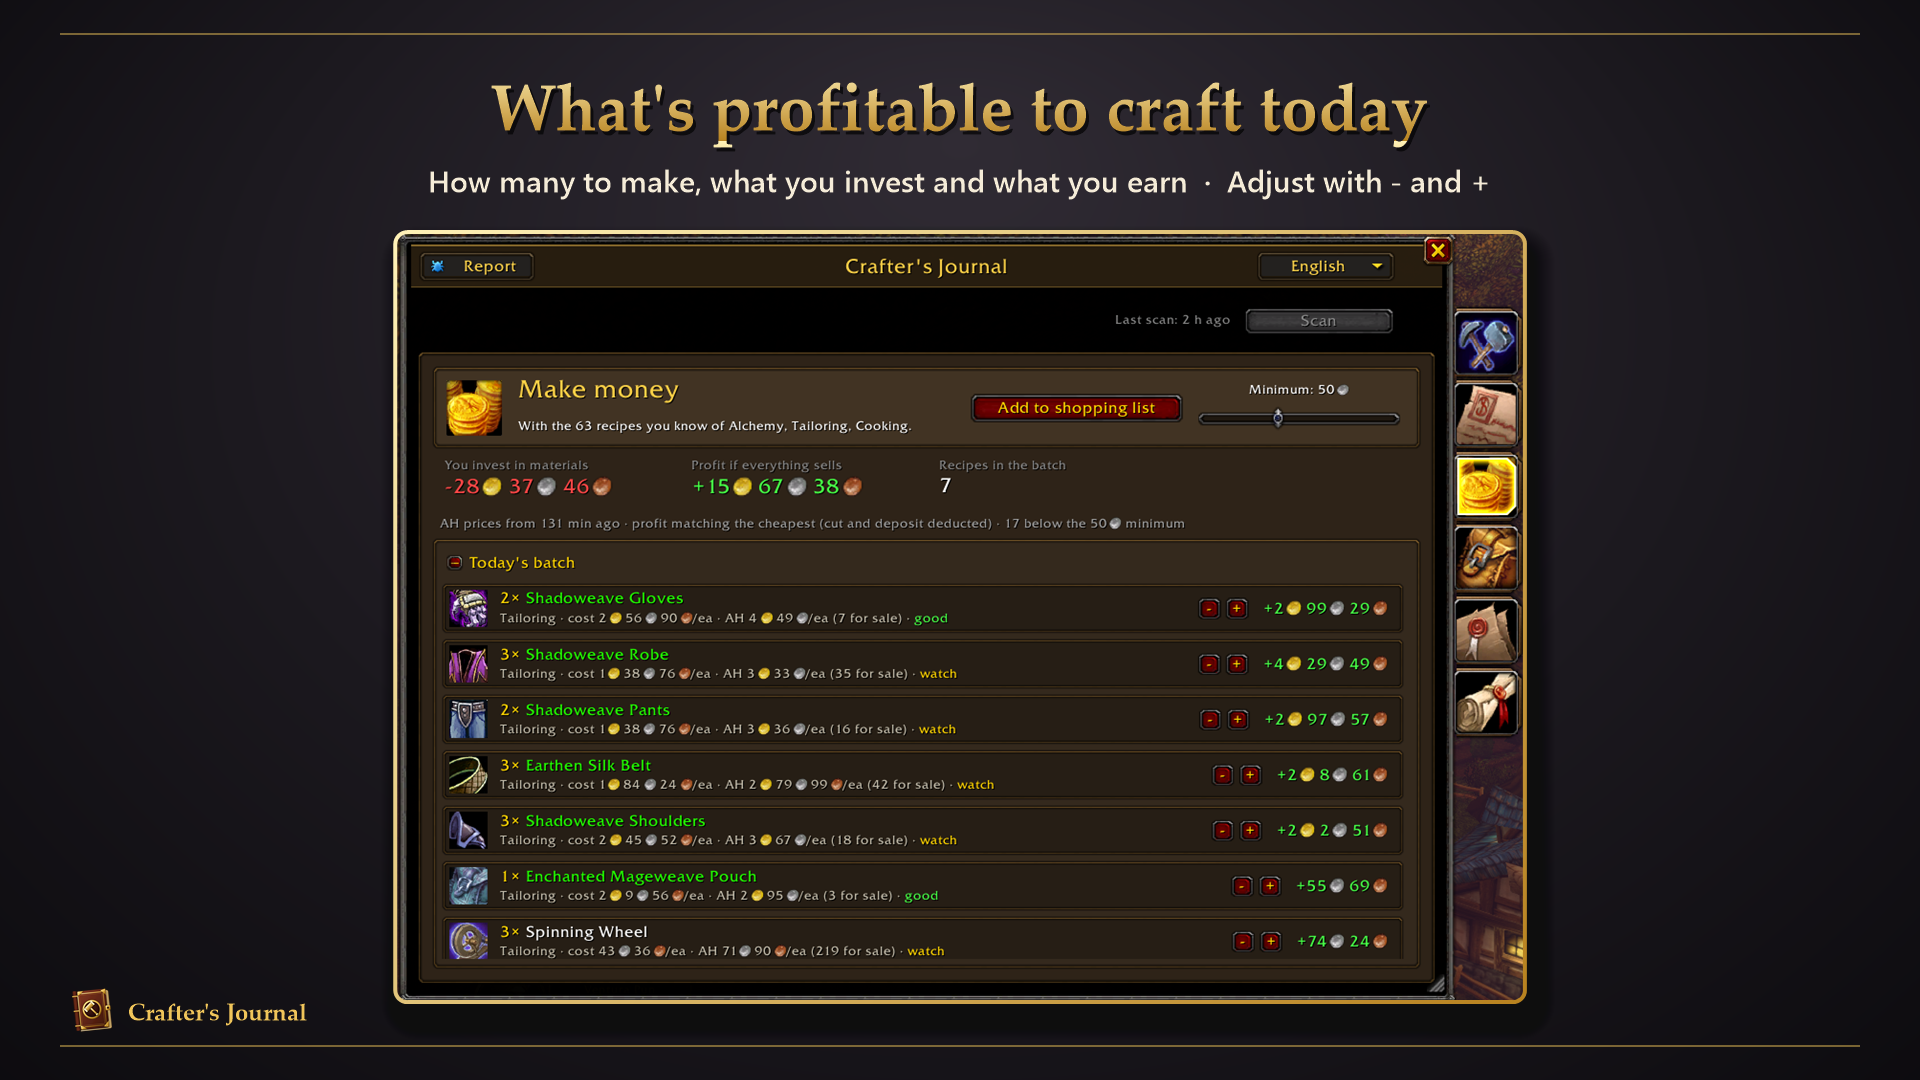 What's profitable to craft today
How many to make, what you invest and what you earn · Adjust with - and +
Report
Crafter's Journal
English
Last scan: 2 h ago
Scan
Make money
With the 63 recipes you know of Alchemy, Tailoring, Cooking.
Add to shopping list
Minimum: 50
You invest in materials
-28 37 46
Profit if everything sells
+15 67 38
Recipes in the batch
7
AH prices from 131 min ago · profit matching the cheapest (cut and deposit deducted) · 17 below the 50 minimum
Today's batch
2× Shadoweave Gloves
Tailoring · cost 2 56 90 /ea · AH 4 49 /ea (7 for sale) · good
- + +2 99 29
3× Shadoweave Robe
Tailoring · cost 1 38 76 /ea · AH 3 33 /ea (35 for sale) · watch
- + +4 29 49
2× Shadoweave Pants
Tailoring · cost 1 38 76 /ea · AH 3 36 /ea (16 for sale) · watch
- + +2 97 57
3× Earthen Silk Belt
Tailoring · cost 1 84 24 /ea · AH 2 79 99 /ea (42 for sale) · watch
- + +2 8 61
3× Shadoweave Shoulders
Tailoring · cost 2 45 52 /ea · AH 3 67 /ea (18 for sale) · watch
- + +2 2 51
1× Enchanted Mageweave Pouch
Tailoring · cost 2 9 56 /ea · AH 2 95 /ea (3 for sale) · good
- + +55 69
3× Spinning Wheel
Tailoring · cost 43 36 /ea · AH 71 90 /ea (219 for sale) · watch
- + +74 24
Crafter's Journal